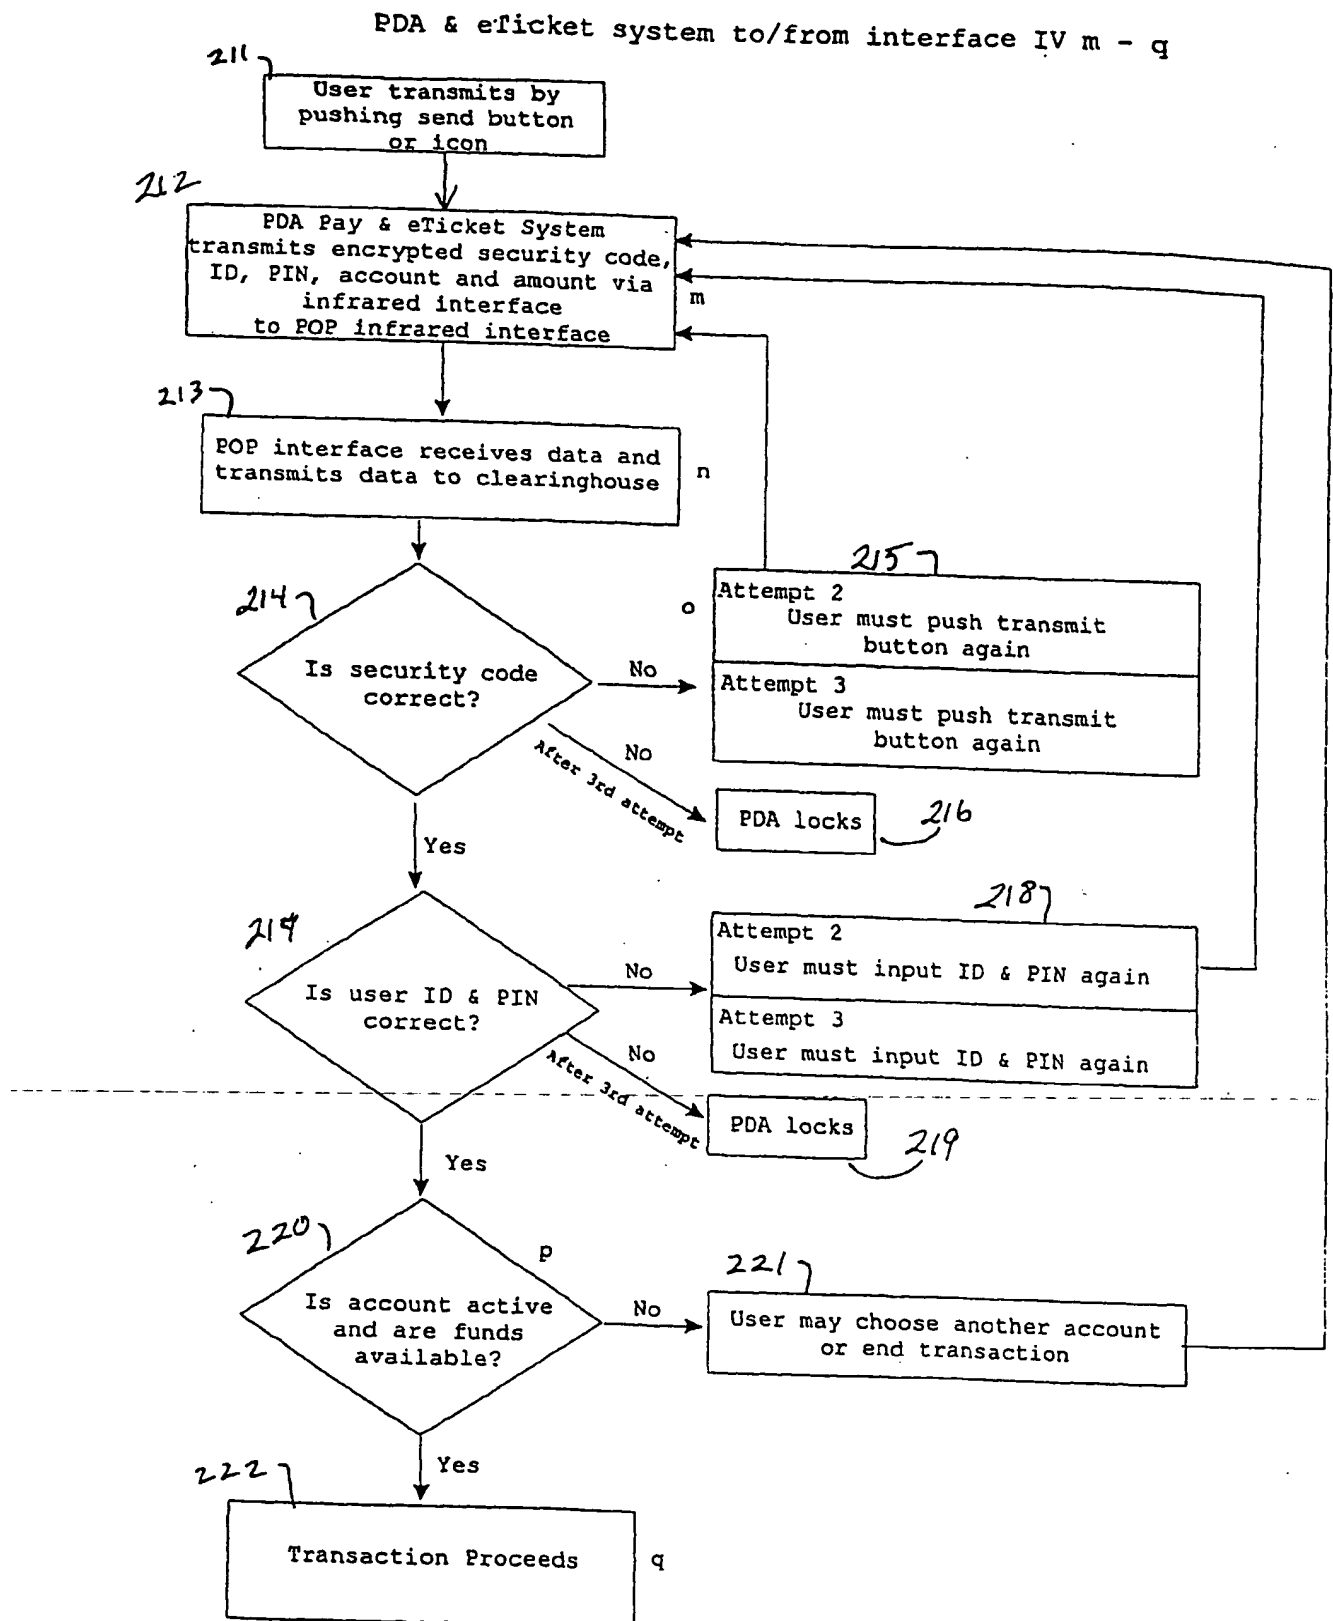 PDA & eTicket system to/from interface IV m - q
211
User transmits by
pushing send button
or icon
212
PDA Pay & eTicket System
transmits encrypted security code,
ID, PIN, account and amount via
infrared interface
to POP infrared interface
m
213
POP interface receives data and
transmits data to clearinghouse
n
214
Is security code
correct?
No
o
215
Attempt 2
User must push transmit
button again
Attempt 3
User must push transmit
button again
No
After 3rd attempt
PDA locks
216
Yes
Is user ID & PIN
correct?
No
218
Attempt 2
User must input ID & PIN again
Attempt 3
User must input ID & PIN again
No
After 3rd attempt
PDA locks
219
Yes
220
p
Is account active
and are funds
available?
No
221
User may choose another account
or end transaction
Yes
222
Transaction Proceeds
q